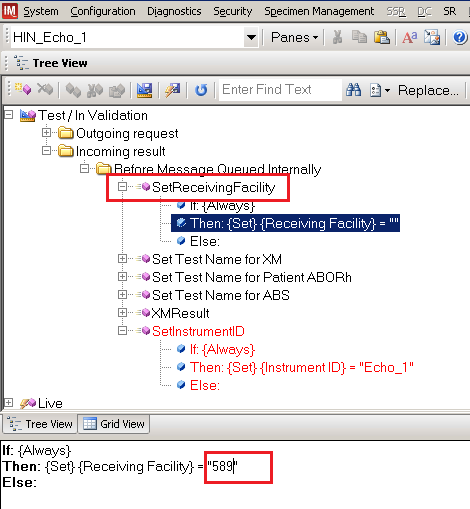 IM System Configuration Diagnostics Security Specimen Management SSR DC System
HIN_Echo_1 Panes
Tree View
Enter Find Text Replace...
Test / In Validation
Outgoing request
Incoming result
Before Message Queued Internally
SetReceivingFacility
If: {Always}
Then: {Set} {Receiving Facility} = ""
Else:
Set Test Name for XM
Set Test Name for Patient ABORh
Set Test Name for ABS
XMResult
SetInstrumentID
If: {Always}
Then: {Set} {Instrument ID} = "Echo_1"
Else:
Live
Tree View Grid View
If: {Always}
Then: {Set} {Receiving Facility} = "589"
Else: